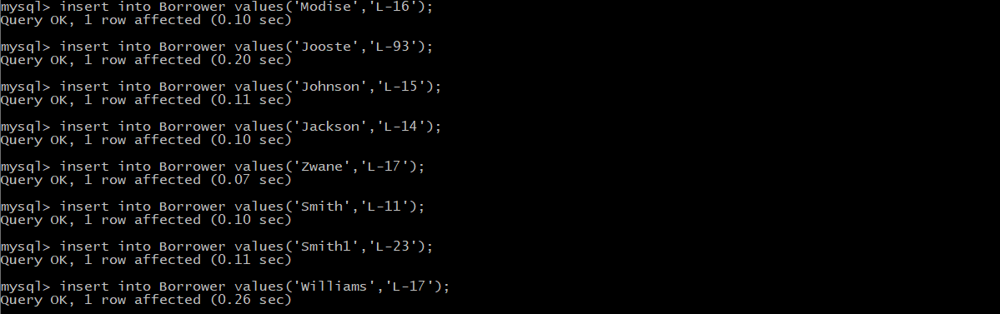 mysql> insert into Borrower values('Modise','L-16');
Query OK, 1 row affected (0.10 sec)
mysql> insert into Borrower values('Jooste','L-93');
Query OK, 1 row affected (0.20 sec)
mysql> insert into Borrower values('Johnson','L-15');
Query OK, 1 row affected (0.11 sec)
mysql> insert into Borrower values('Jackson','L-14');
Query OK, 1 row affected (0.10 sec)
mysql> insert into Borrower values('Zwane','L-17');
Query OK, 1 row affected (0.07 sec)
mysql> insert into Borrower values('Smith','L-11');
Query OK, 1 row affected (0.10 sec)
mysql> insert into Borrower values('Smith1','L-23');
Query OK, 1 row affected (0.11 sec)
mysql> insert into Borrower values('Williams','L-17');
Query OK, 1 row affected (0.26 sec)